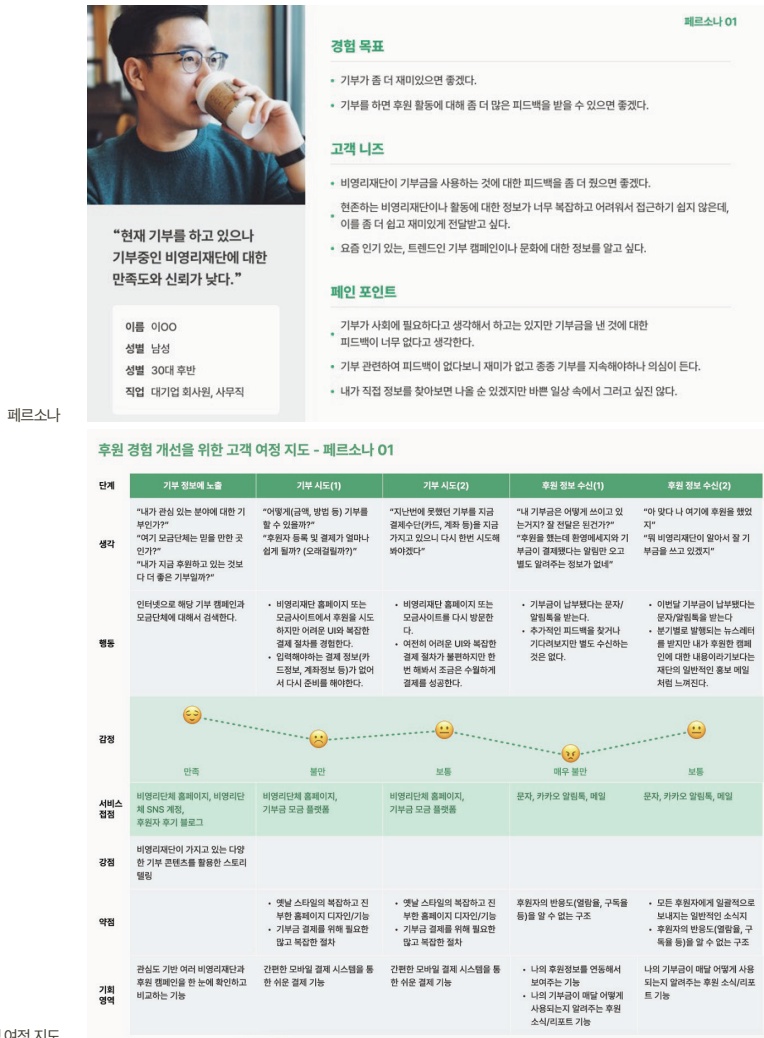 페르소나 01
경험 목표
• 기부가 좀 더 재미있으면 좋겠다.
• 기부를 하면 후원 활동에 대해 좀 더 많은 피드백을 받을 수 있으면 좋겠다.
고객 니즈
• 비영리재단이 기부금을 사용하는 것에 대한 피드백을 좀 더 줬으면 좋겠다.
• 현존하는 비영리재단이나 활동에 대한 정보가 너무 복잡하고 어려워서 접근하기 쉽지 않은데,
이를 좀 더 쉽고 재미있게 전달받고 싶다.
• 요즘 인기 있는, 트렌드인 기부 캠페인이나 문화에 대한 정보를 알고 싶다.
페인 포인트
• 기부가 사회에 필요하다고 생각해서 하고는 있지만 기부금을 낸 것에 대한
피드백이 너무 없다고 생각한다.
• 기부 관련하여 피드백이 없다보니 재미가 없고 종종 기부를 지속해야하나 의심이 든다.
• 내가 직접 정보를 찾아보면 나올 순 있겠지만 바쁜 일상 속에서 그러고 싶진 않다.
“현재 기부를 하고 있으나
기부중인 비영리재단에 대한
만족도와 신뢰가 낮다.”
이름 이OO
성별 남성
성별 30대 후반
직업 대기업 회사원, 사무직
페르소나
후원 경험 개선을 위한 고객 여정 지도 - 페르소나 01
단계
기부 정보에 노출
기부 시도(1)
기부 시도(2)
후원 정보 수신(1)
후원 정보 수신(2)
생각
“내가 관심 있는 분야에 대한 기
부인가?”
“여기 모금단체는 믿을 만한 곳
인가?”
“내가 지금 후원하고 있는 것보
다 더 좋은 기부일까?”
“어떻게(금액, 방법 등) 기부를
할 수 있을까?”
“후원자 등록 및 결제가 얼마나
쉽게 될까? (오래걸릴까?)”
“지난번에 못했던 기부를 지금
결제수단(카드, 계좌 등)을 지금
가지고 있으니 다시 한번 시도해
봐야겠다”
“내 기부금은 어떻게 쓰이고 있
는거지? 잘 전달은 된건가?”
“후원을 했는데 환영메세지와 기
부금이 결제됐다는 알림만 오고
별도 알려주는 정보가 없네”
“아 맞다 나 여기에 후원을 했었
지”
“뭐 비영리재단이 알아서 잘 기
부금을 쓰고 있겠지”
행동
인터넷으로 해당 기부 캠페인과
모금단체에 대해서 검색한다.
• 비영리재단 홈페이지 또는
모금사이트에서 후원을 시도
하지만 어려운 UI와 복잡한
결제 절차를 경험한다.
• 입력해야하는 결제 정보(카
드정보, 계좌정보 등)가 없어
서 다시 준비를 해야한다.
• 비영리재단 홈페이지 또는
모금사이트를 다시 방문한
다.
• 여전히 어려운 UI와 복잡한
결제 절차가 불편하지만 한
번 해봐서 조금은 수월하게
결제를 성공한다.
• 기부금이 납부됐다는 문자/
알림톡을 받는다.
• 추가적인 피드백을 찾거나
기다려보지만 별도 수신하는
것은 없다.
• 이번달 기부금이 납부됐다는
문자/알림톡을 받는다
• 분기별로 발행되는 뉴스레터
를 받지만 내가 후원한 캠페
인에 대한 내용이라기보다는
재단의 일반적인 홍보 메일
처럼 느껴진다.
감정
만족
불만
보통
매우 불만
보통
서비스
접점
비영리단체 홈페이지, 비영리단
체 SNS 계정,
후원자 후기 블로그
비영리단체 홈페이지,
기부금 모금 플랫폼
비영리단체 홈페이지,
기부금 모금 플랫폼
문자, 카카오 알림톡, 메일
문자, 카카오 알림톡, 메일
강점
비영리재단이 가지고 있는 다양
한 기부 콘텐츠를 활용한 스토리
텔링
약점
• 옛날 스타일의 복잡하고 진
부한 홈페이지 디자인/기능
• 기부금 결제를 위해 필요한
많고 복잡한 절차
• 옛날 스타일의 복잡하고 진
부한 홈페이지 디자인/기능
• 기부금 결제를 위해 필요한
많고 복잡한 절차
후원자의 반응도(열람율, 구독율
등)을 알 수 없는 구조
• 모든 후원자에게 일괄적으로
보내지는 일반적인 소식지
• 후원자의 반응도(열람율, 구
독율 등)을 알 수 없는 구조
기회
영역
관심도 기반 여러 비영리재단과
후원 캠페인을 한 눈에 확인하고
비교하는 기능
간편한 모바일 결제 시스템을 통
한 쉬운 결제 기능
간편한 모바일 결제 시스템을 통
한 쉬운 결제 기능
• 나의 후원정보를 연동해서
보여주는 기능
• 나의 기부금이 매달 어떻게
사용되는지 알려주는 후원
소식/리포트 기능
나의 기부금이 매달 어떻게 사용
되는지 알려주는 후원 소식/리포
트 기능
여정 지도